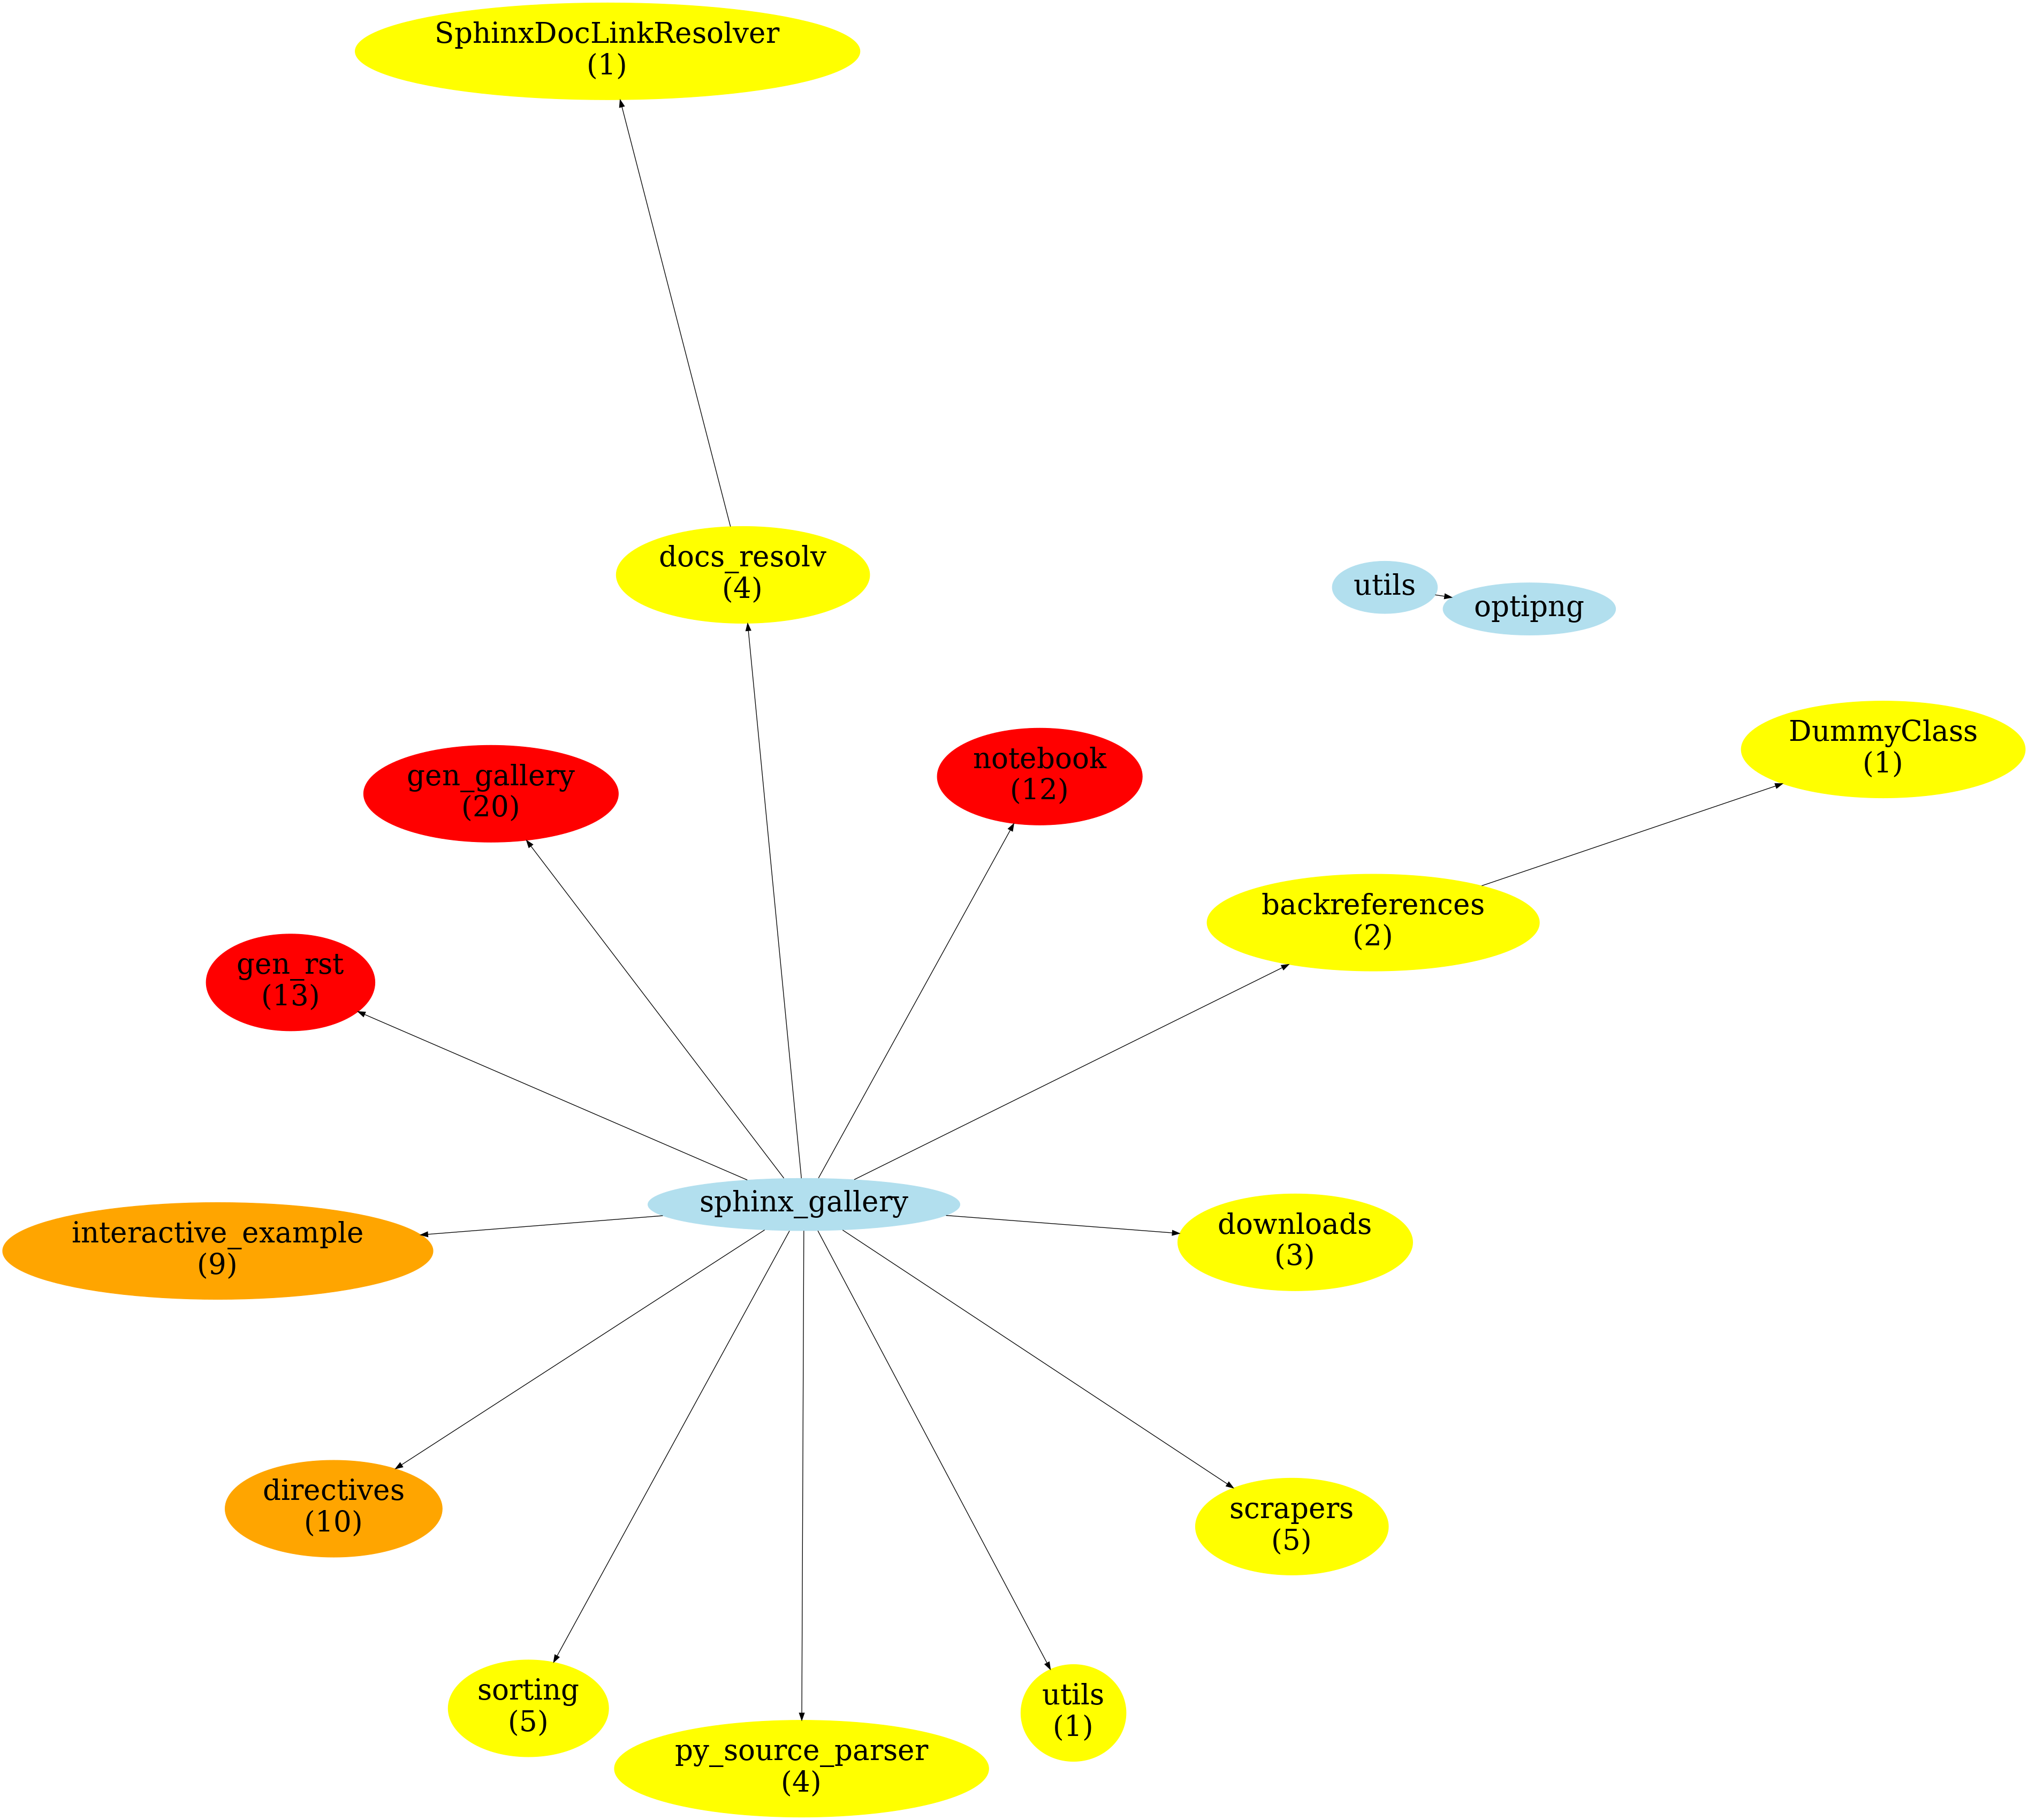 SphinxDocLinkResolver
(1)
docs_resolv
(4)
utils
optipng
DummyClass
(1)
notebook
(12)
gen_gallery
(20)
backreferences
(2)
gen_rst
(13)
sphinx_gallery
downloads
(3)
interactive_example
(9)
directives
(10)
scrapers
(5)
sorting
(5)
utils
(1)
py_source_parser
(4)